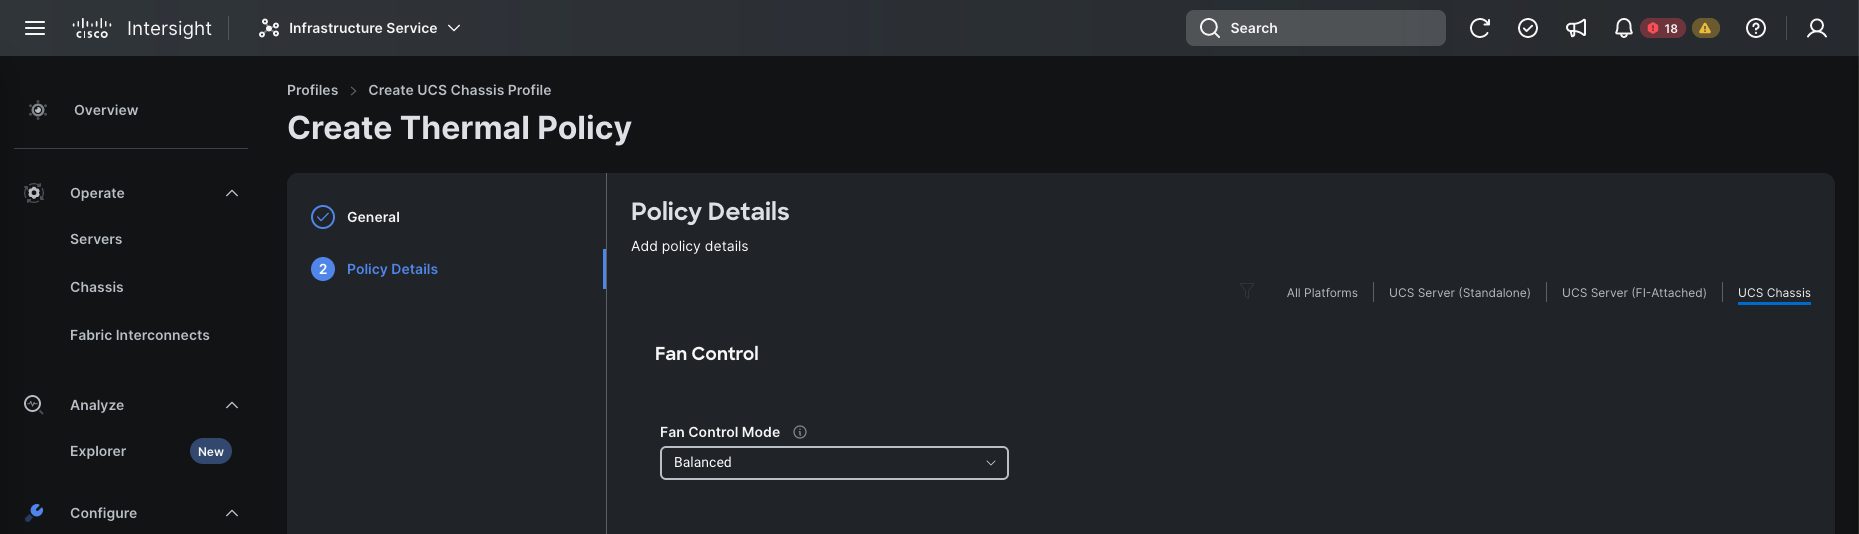 CISCO Intersight
Infrastructure Service
Search
18
Overview
Operate
Servers
Chassis
Fabric Interconnects
Analyze
Explorer New
Configure
Profiles > Create UCS Chassis Profile
Create Thermal Policy
General
2 Policy Details
Policy Details
Add policy details
All Platforms UCS Server (Standalone) UCS Server (FI-Attached) UCS Chassis
Fan Control
Fan Control Mode
Balanced